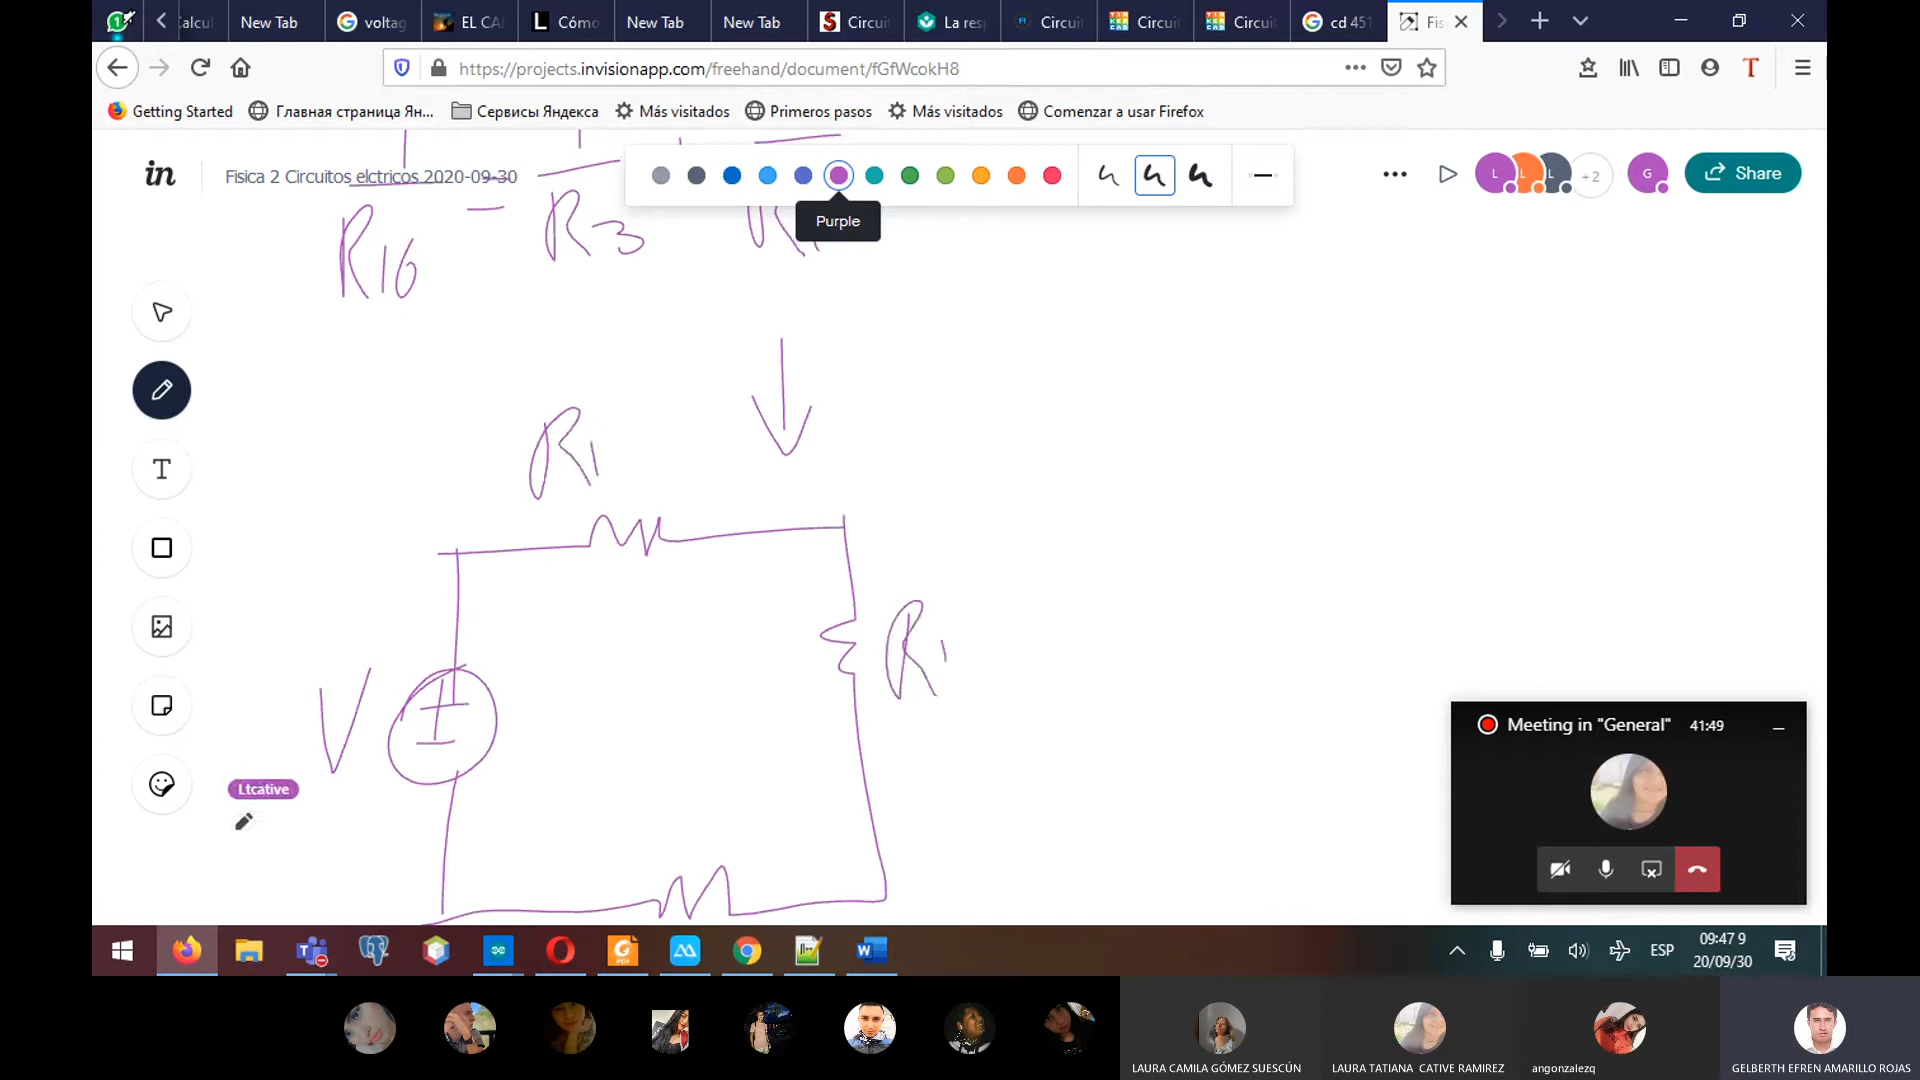 New Tab
voltag
EL CA
Cómo
New Tab
New Tab
Circui
La resp
Circuit
Circui
Circui
cd 451
Fis
https://projects.invisionapp.com/freehand/document/fGfWcokH8
Getting Started
Главная страница Ян...
Сервисы Яндекса
Más visitados
Primeros pasos
Más visitados
Comenzar a usar Firefox
in
Fisica 2 Circuitos elctricos 2020-09-30
L
L
L
+2
G
Share
Purple
R16
R3
R1
R1
V
Ltcative
Meeting in "General"
41:49
ESP
09:47 9
20/09/30
LAURA CAMILA GÓMEZ SUESCÚN
LAURA TATIANA CATIVE RAMIREZ
angonzalezq
GELBERTH EFREN AMARILLO ROJAS